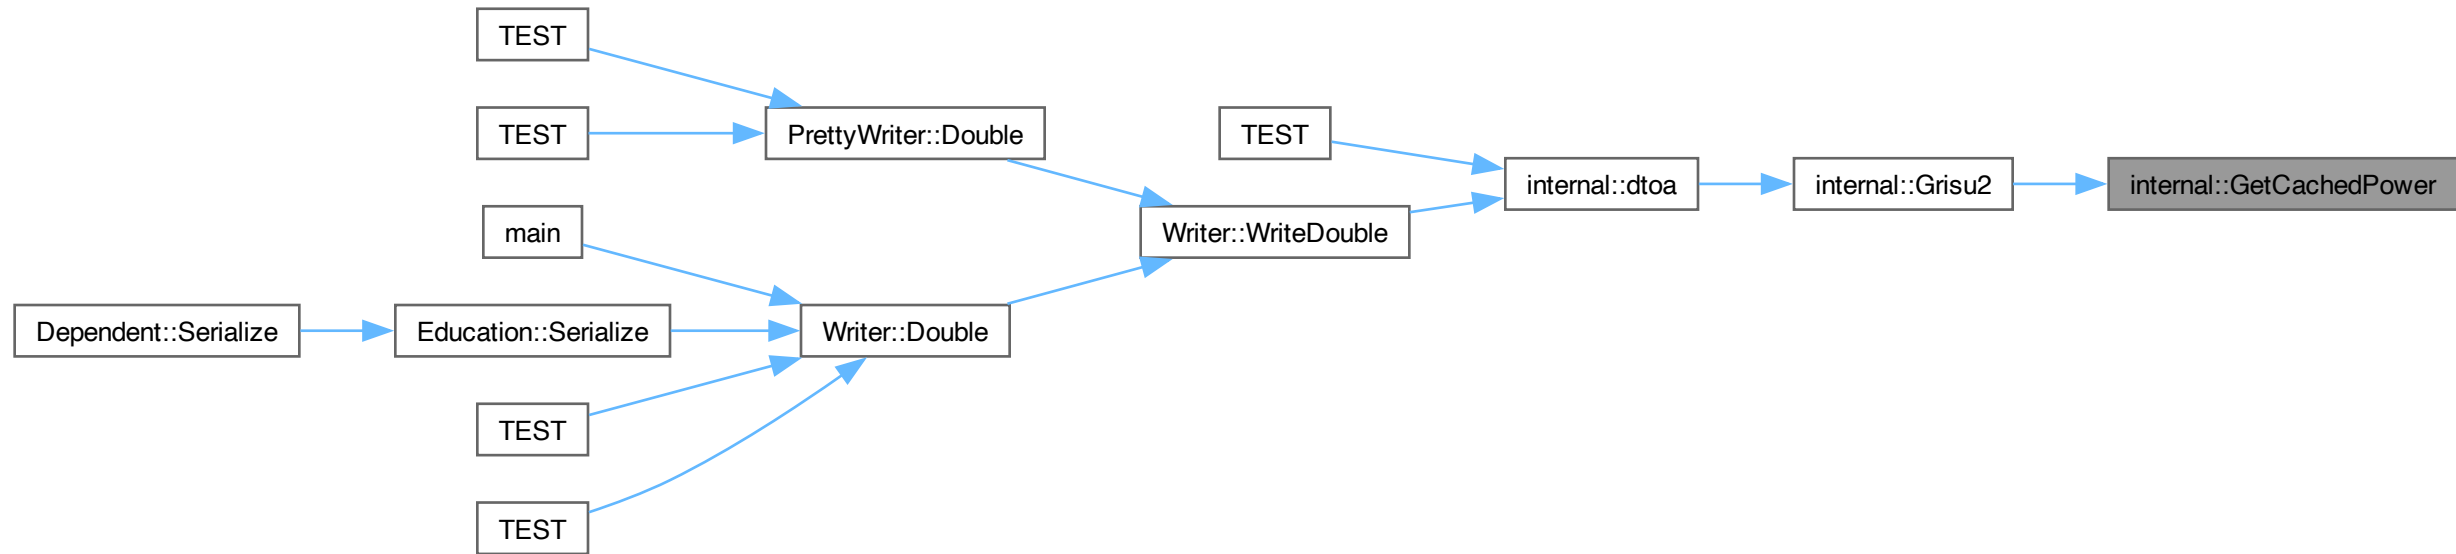 TEST
TEST
PrettyWriter::Double
TEST
internal::dtoa
internal::Grisu2
internal::GetCachedPower
main
Writer::WriteDouble
Dependent::Serialize
Education::Serialize
Writer::Double
TEST
TEST